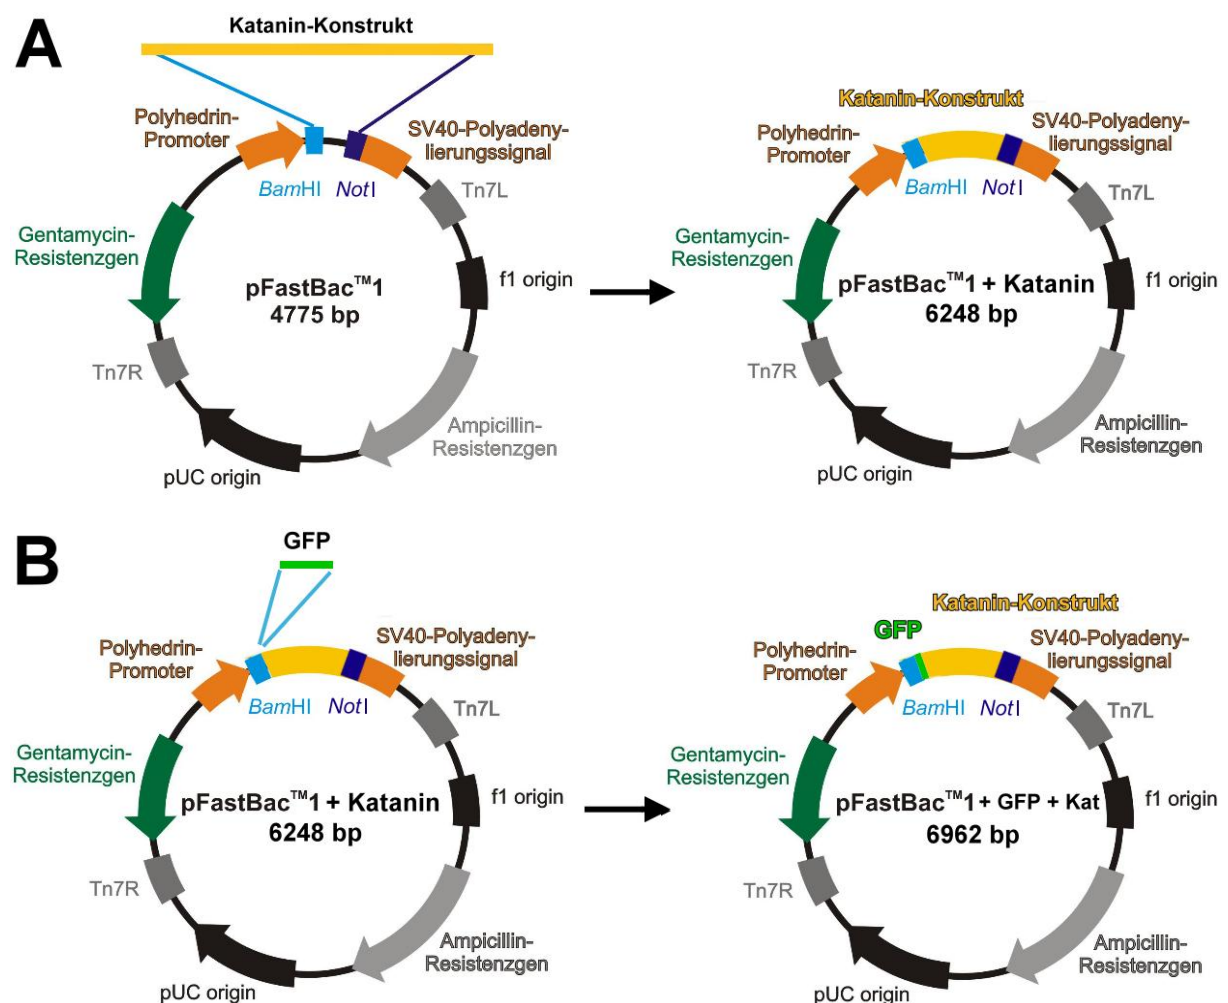 A
Katanin-Konstrukt
Polyhedrin-
Promoter
SV40-Polyadeny-
lierungssignal
BamHI
NotI
Tn7L
Gentamycin-
Resistenzgen
f1 origin
pFastBac™1
4775 bp
Tn7R
Ampicillin-
Resistenzgen
pUC origin
Katanin-Konstrukt
Polyhedrin-
Promoter
SV40-Polyadeny-
lierungssignal
BamHI
NotI
Tn7L
Gentamycin-
Resistenzgen
f1 origin
pFastBac™1 + Katanin
6248 bp
Tn7R
Ampicillin-
Resistenzgen
pUC origin
B
GFP
Polyhedrin-
Promoter
SV40-Polyadeny-
lierungssignal
BamHI
NotI
Tn7L
Gentamycin-
Resistenzgen
f1 origin
pFastBac™1 + Katanin
6248 bp
Tn7R
Ampicillin-
Resistenzgen
pUC origin
Katanin-Konstrukt
GFP
Polyhedrin-
Promoter
SV40-Polyadeny-
lierungssignal
BamHI
NotI
Tn7L
Gentamycin-
Resistenzgen
f1 origin
pFastBac™1 + GFP + Kat
6962 bp
Tn7R
Ampicillin-
Resistenzgen
pUC origin